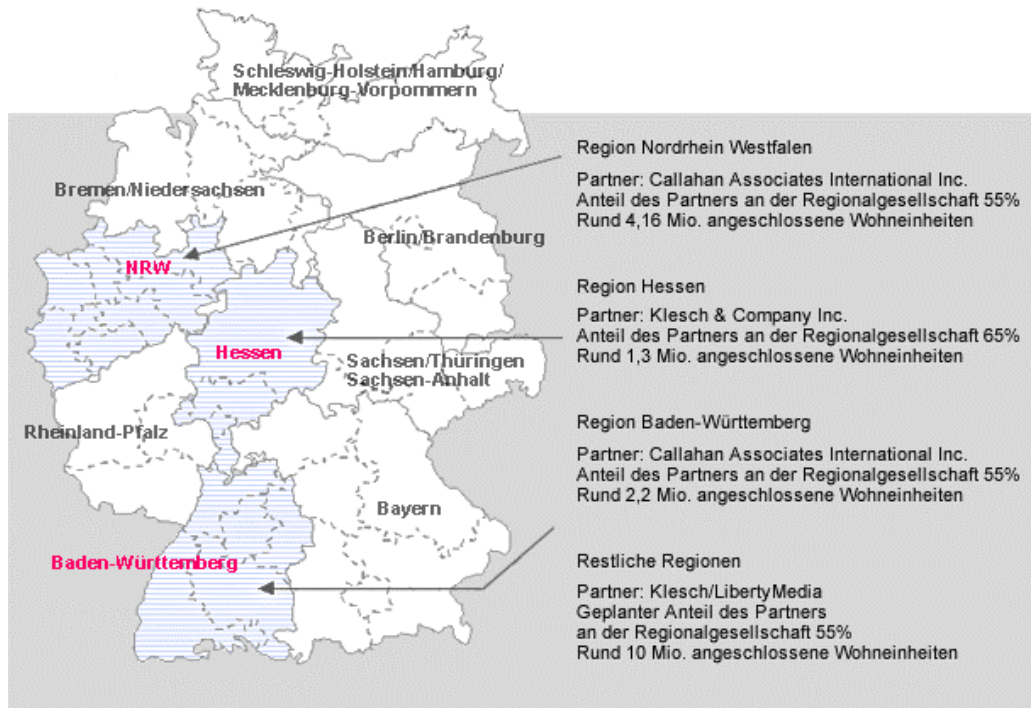 Schleswig-Holstein/Hamburg/
Mecklenburg-Vorpommern
Bremen/Niedersachsen
Berlin/Brandenburg
NRW
Hessen
Sachsen/Thüringen
Sachsen-Anhalt
Rheinland-Pfalz
Bayern
Baden-Württemberg
Region Nordrhein Westfalen
Partner: Callahan Associates International Inc.
Anteil des Partners an der Regionalgesellschaft 55%
Rund 4,16 Mio. angeschlossene Wohneinheiten
Region Hessen
Partner: Klesch & Company Inc.
Anteil des Partners an der Regionalgesellschaft 65%
Rund 1,3 Mio. angeschlossene Wohneinheiten
Region Baden-Württemberg
Partner: Callahan Associates International Inc.
Anteil des Partners an der Regionalgesellschaft 55%
Rund 2,2 Mio. angeschlossene Wohneinheiten
Restliche Regionen
Partner: Klesch/LibertyMedia
Geplanter Anteil des Partners
an der Regionalgesellschaft 55%
Rund 10 Mio. angeschlossene Wohneinheiten